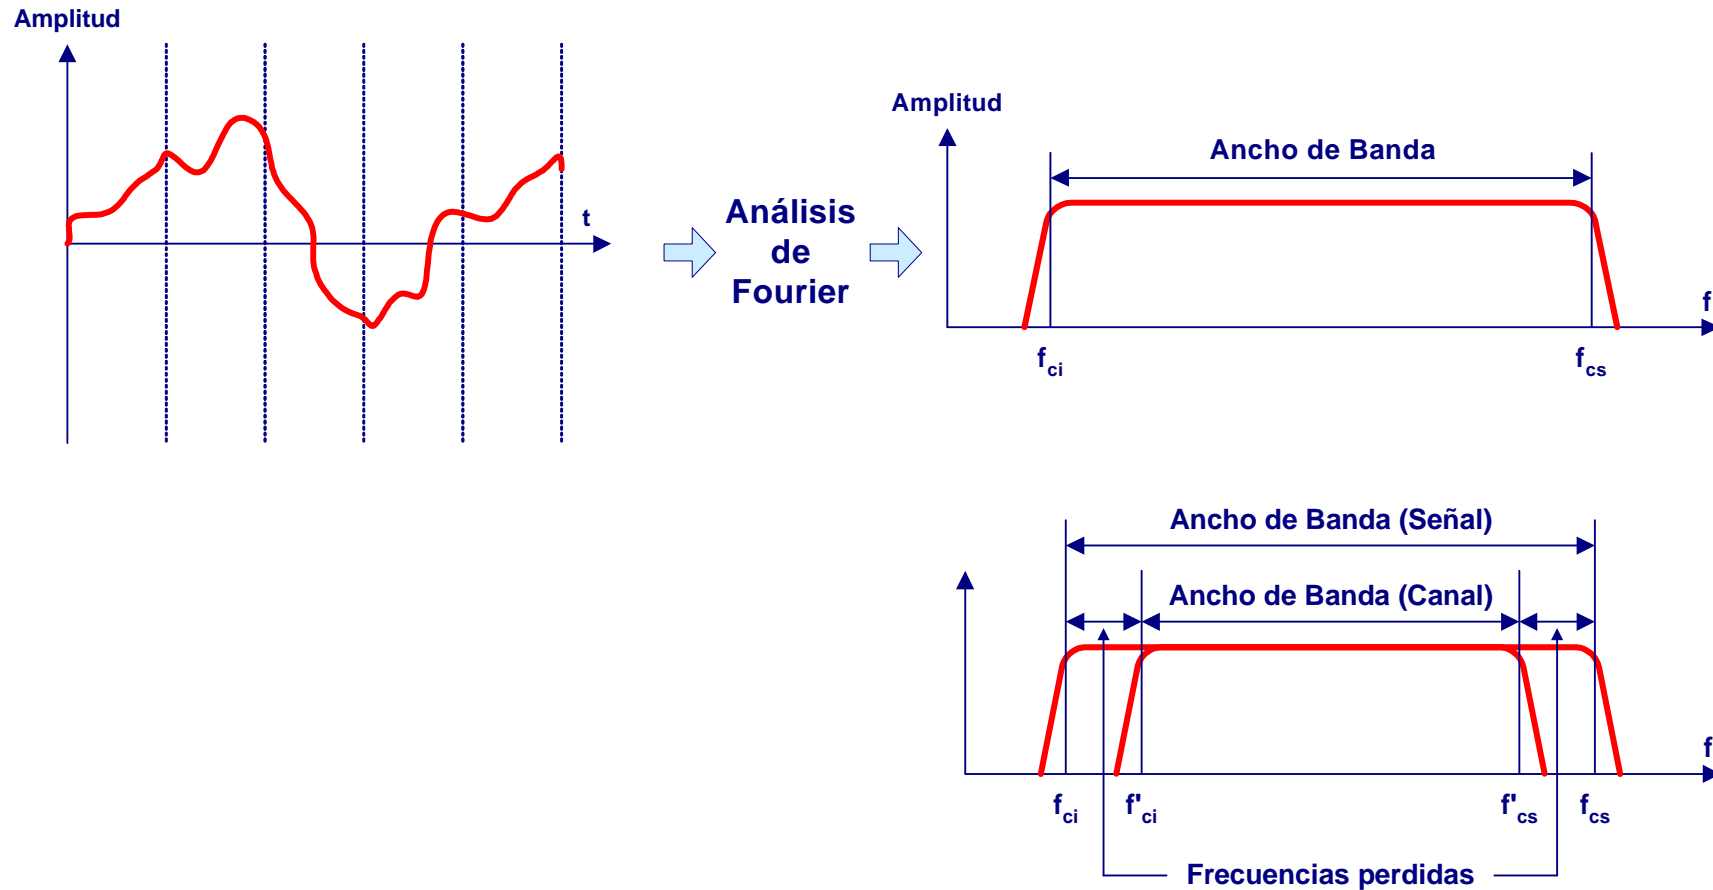 Amplitud
t
Análisis
de
Fourier
Amplitud
Ancho de Banda
f
fci
fcs
Ancho de Banda (Señal)
Ancho de Banda (Canal)
f
fci
f'ci
f'cs
fcs
Frecuencias perdidas